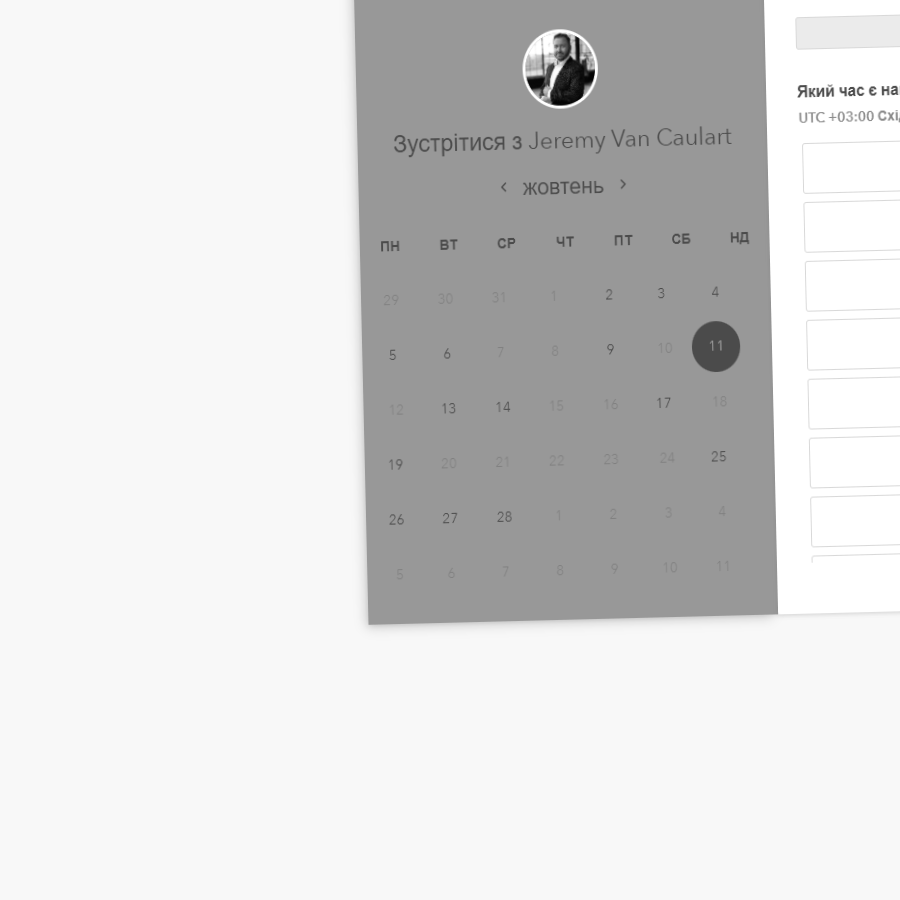 Зустрітися з Jeremy Van Caulart
‹ жовтень ›
ПН ВТ СР ЧТ ПТ СБ НД
29 30 31 1 2 3 4
5 6 7 8 9 10 11
12 13 14 15 16 17 18
19 20 21 22 23 24 25
26 27 28 1 2 3 4
5 6 7 8 9 10 11
Який час є на
UTC +03:00 Схі